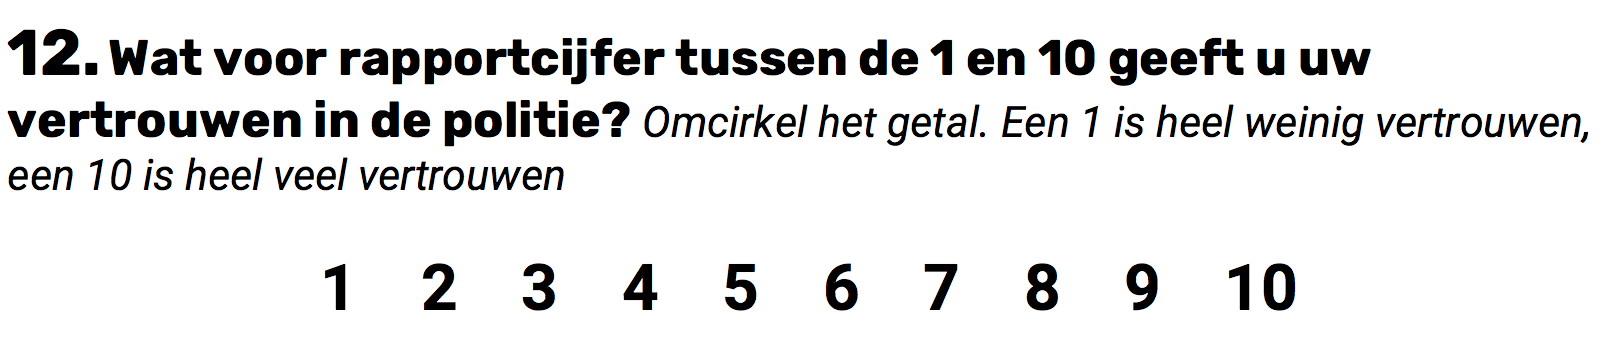 12. Wat voor rapportcijfer tussen de 1 en 10 geeft u uw
vertrouwen in de politie? Omcirkel het getal. Een 1 is heel weinig vertrouwen,
een 10 is heel veel vertrouwen
1 2 3 4 5 6 7 8 9 10